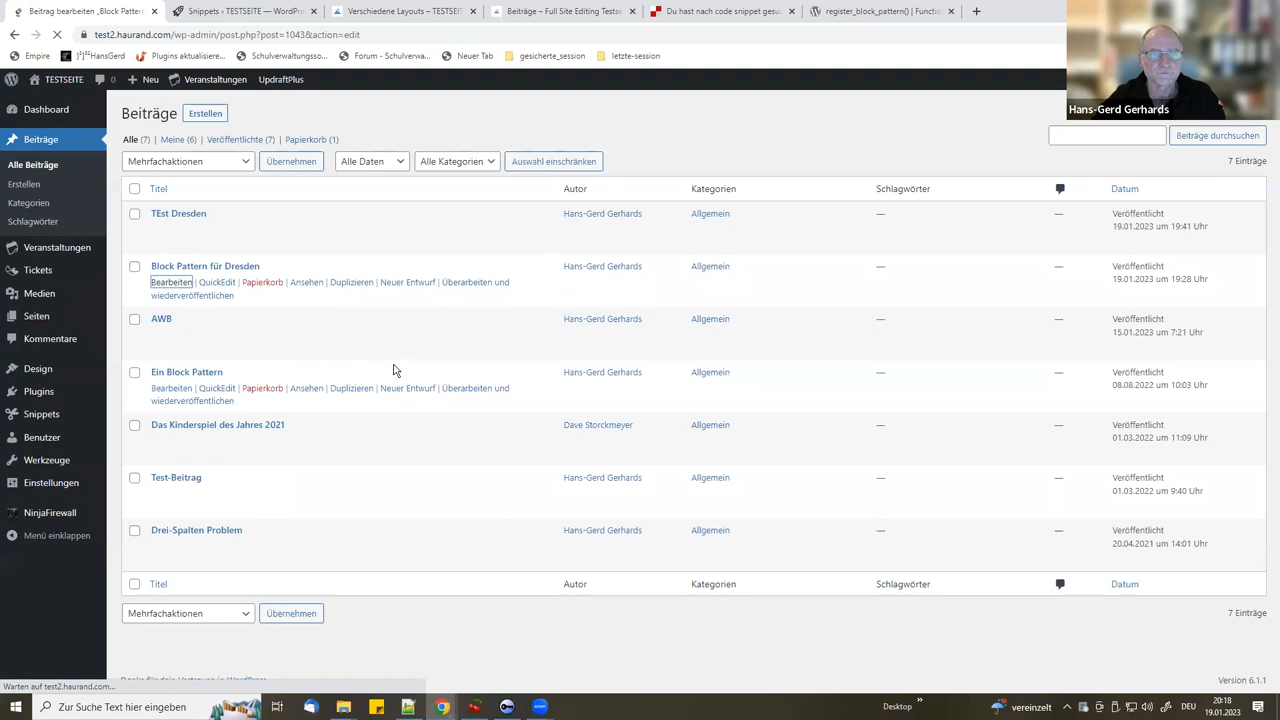 Beitrag bearbeiten „Block Pattern
Snippets ‹ TESTSEITE — WordPre
Verschiedene Layouts – TESTSEIT
Beiträge – Full Site Editing Testse
Du hast nach code snippet gesuc
register_block_pattern() | Functio
test2.haurand.com/wp-admin/post.php?post=1043&action=edit
Empire
HansGerd
Plugins aktualisiere...
Schulverwaltungsso...
Forum - Schulverwa...
Neuer Tab
gesicherte_session
letzte-session
TESTSEITE
0
+ Neu
Veranstaltungen
UpdraftPlus
Hans-Gerd Gerhards
Dashboard
Beiträge
Alle Beiträge
Erstellen
Kategorien
Schlagwörter
Veranstaltungen
Tickets
Medien
Seiten
Kommentare
Design
Plugins
Snippets
Benutzer
Werkzeuge
Einstellungen
NinjaFirewall
Menü einklappen
Beiträge Erstellen
Alle (7) | Meine (6) | Veröffentlichte (7) | Papierkorb (1)
Beiträge durchsuchen
Mehrfachaktionen Übernehmen Alle Daten Alle Kategorien Auswahl einschränken
7 Einträge
Titel Autor Kategorien Schlagwörter Datum
TEst Dresden Hans-Gerd Gerhards Allgemein — — Veröffentlicht
19.01.2023 um 19:41 Uhr
Block Pattern für Dresden Hans-Gerd Gerhards Allgemein — — Veröffentlicht
19.01.2023 um 19:28 Uhr
Bearbeiten | QuickEdit | Papierkorb | Ansehen | Duplizieren | Neuer Entwurf | Überarbeiten und
wiederveröffentlichen
AWB Hans-Gerd Gerhards Allgemein — — Veröffentlicht
15.01.2023 um 7:21 Uhr
Ein Block Pattern Hans-Gerd Gerhards Allgemein — — Veröffentlicht
08.08.2022 um 10:03 Uhr
Bearbeiten | QuickEdit | Papierkorb | Ansehen | Duplizieren | Neuer Entwurf | Überarbeiten und
wiederveröffentlichen
Das Kinderspiel des Jahres 2021 Dave Storckmeyer Allgemein — — Veröffentlicht
01.03.2022 um 11:09 Uhr
Test-Beitrag Hans-Gerd Gerhards Allgemein — — Veröffentlicht
01.03.2022 um 9:40 Uhr
Drei-Spalten Problem Hans-Gerd Gerhards Allgemein — — Veröffentlicht
20.04.2021 um 14:01 Uhr
Titel Autor Kategorien Schlagwörter Datum
Mehrfachaktionen Übernehmen
7 Einträge
Version 6.1.1
Warten auf test2.haurand.com...
Zur Suche Text hier eingeben
Desktop
vereinzelt
DEU
20:18
19.01.2023